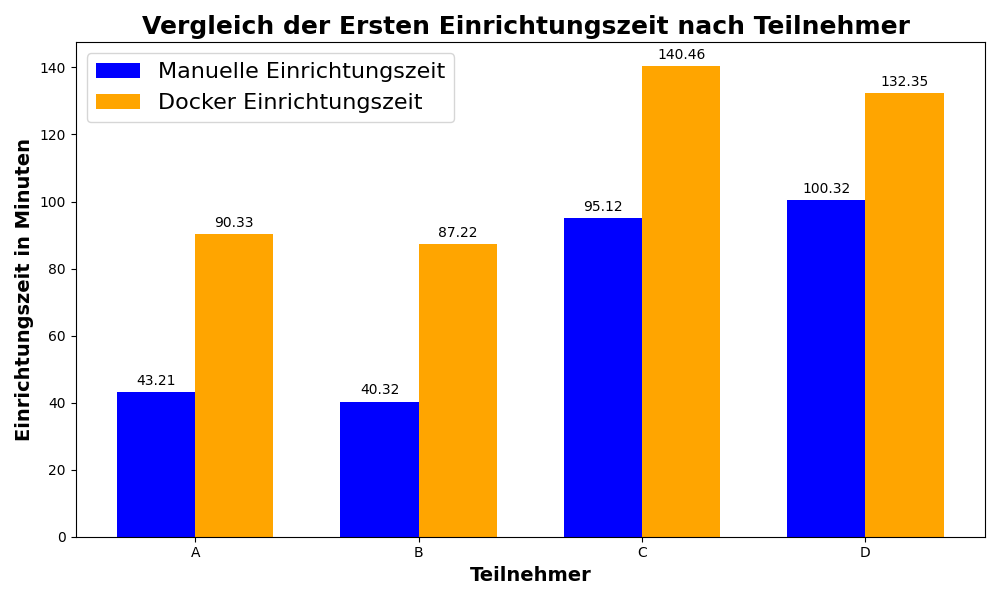 Vergleich der Ersten Einrichtungszeit nach Teilnehmer
Manuelle Einrichtungszeit
Docker Einrichtungszeit
Einrichtungszeit in Minuten
140
120
100
80
60
40
20
0
43.21
90.33
40.32
87.22
95.12
140.46
100.32
132.35
A
B
C
D
Teilnehmer